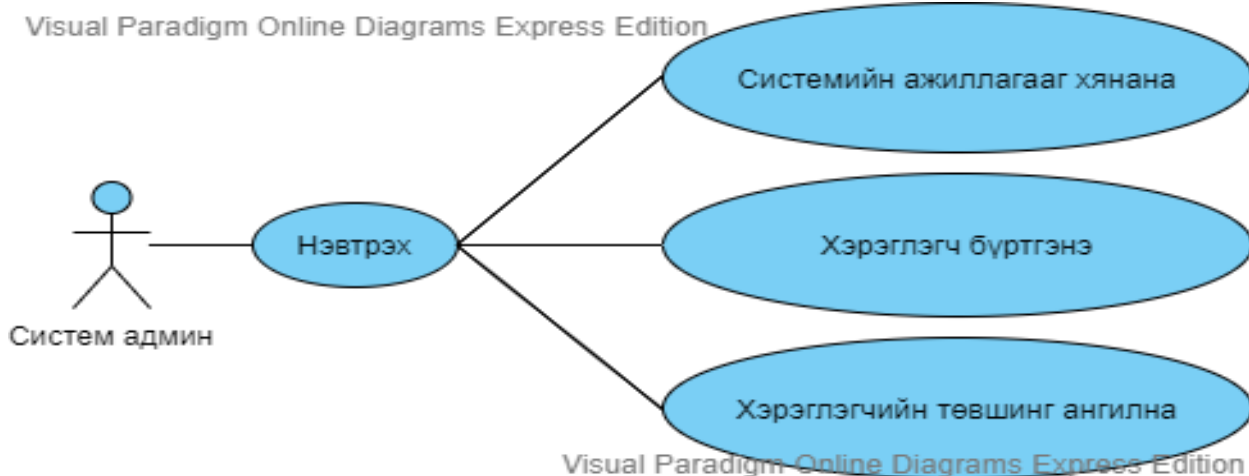 Visual Paradigm Online Diagrams Express Edition
Системийн ажиллагааг хянана
Нэвтрэх
Хэрэглэгч бүртгэнэ
Систем админ
Хэрэглэгчийн төвшинг ангилна
Visual Paradigm Online Diagrams Express Edition